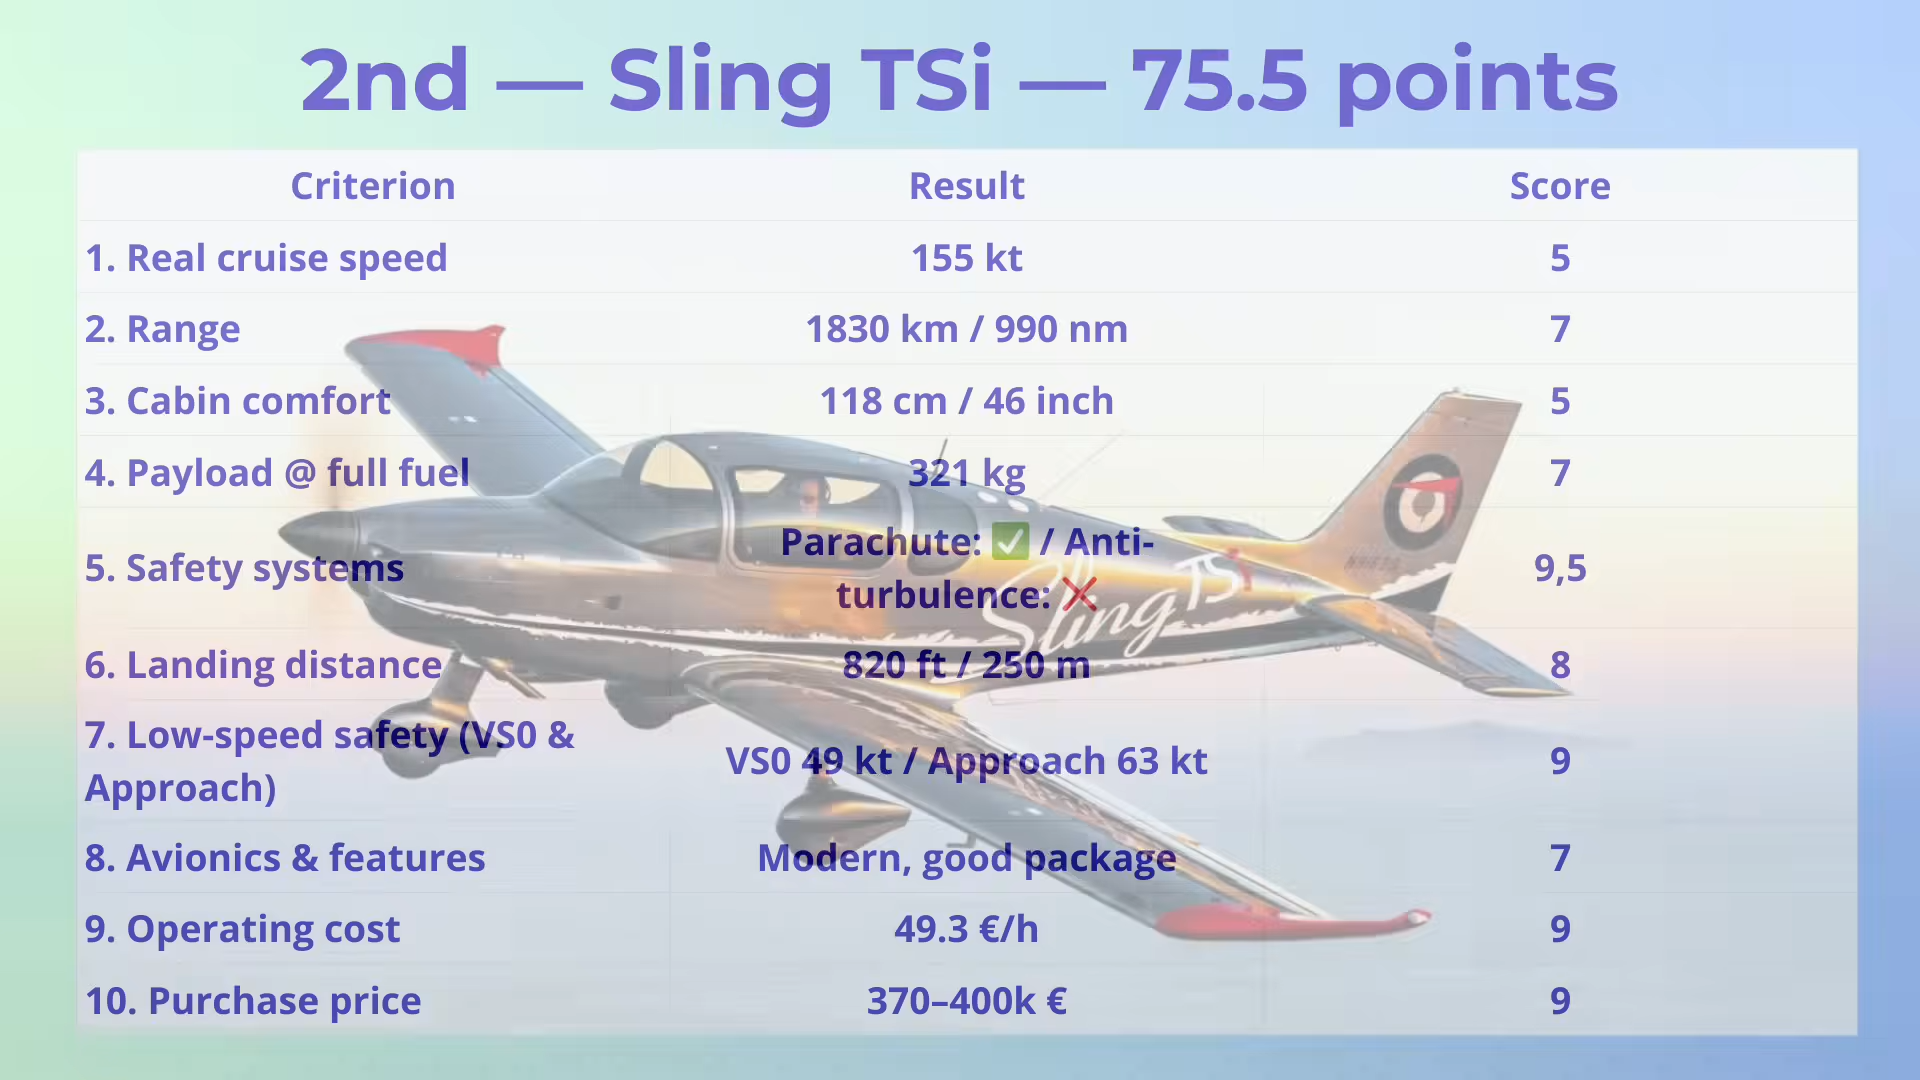 2nd — Sling TSi — 75.5 points
Criterion Result Score
1. Real cruise speed 155 kt 5
2. Range 1830 km / 990 nm 7
3. Cabin comfort 118 cm / 46 inch 5
4. Payload @ full fuel 321 kg 7
5. Safety systems Parachute: ✅ / Anti-
turbulence: ❌ 9,5
Sling TSi
6. Landing distance 820 ft / 250 m 8
7. Low-speed safety (VS0 &
Approach) VS0 49 kt / Approach 63 kt 9
8. Avionics & features Modern, good package 7
9. Operating cost 49.3 €/h 9
10. Purchase price 370–400k € 9